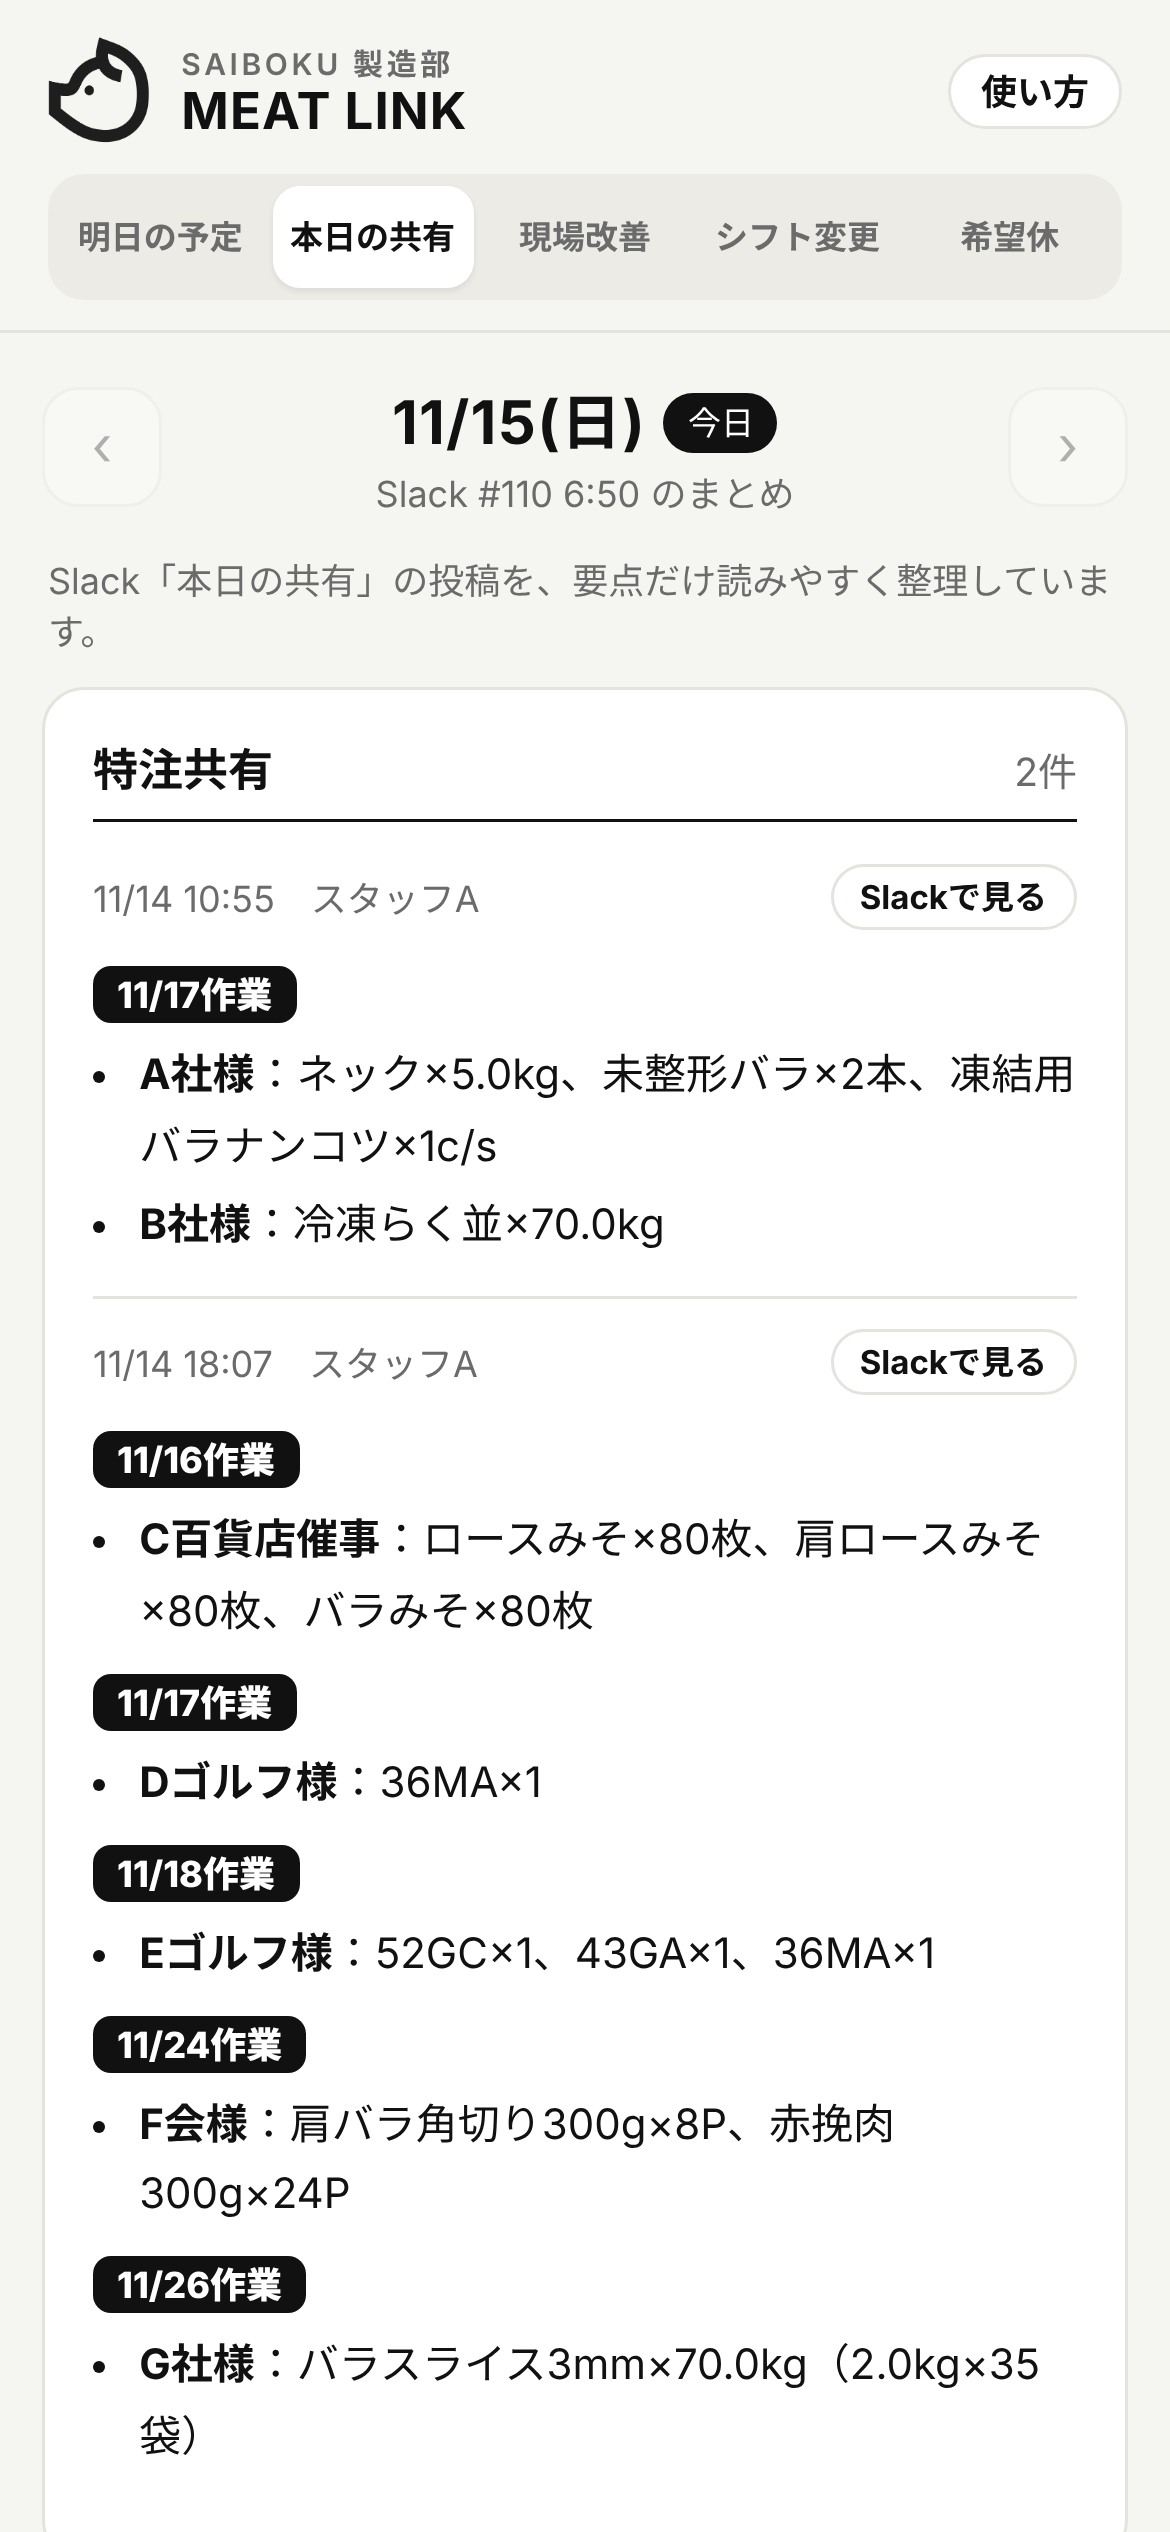 SAIBOKU 製造部
MEAT LINK
使い方
明日の予定
本日の共有
現場改善
シフト変更
希望休
‹
11/15(日) 今日
›
Slack #110 6:50 のまとめ
Slack「本日の共有」の投稿を、要点だけ読みやすく整理していま
す。
特注共有 2件
11/14 10:55 スタッフA Slackで見る
11/17作業
• A社様：ネック×5.0kg、未整形バラ×2本、凍結用
バラナンコツ×1c/s
• B社様：冷凍らく並×70.0kg
11/14 18:07 スタッフA Slackで見る
11/16作業
• C百貨店催事：ロースみそ×80枚、肩ロースみそ
×80枚、バラみそ×80枚
11/17作業
• Dゴルフ様：36MA×1
11/18作業
• Eゴルフ様：52GC×1、43GA×1、36MA×1
11/24作業
• F会様：肩バラ角切り300g×8P、赤挽肉
300g×24P
11/26作業
• G社様：バラスライス3mm×70.0kg（2.0kg×35
袋）